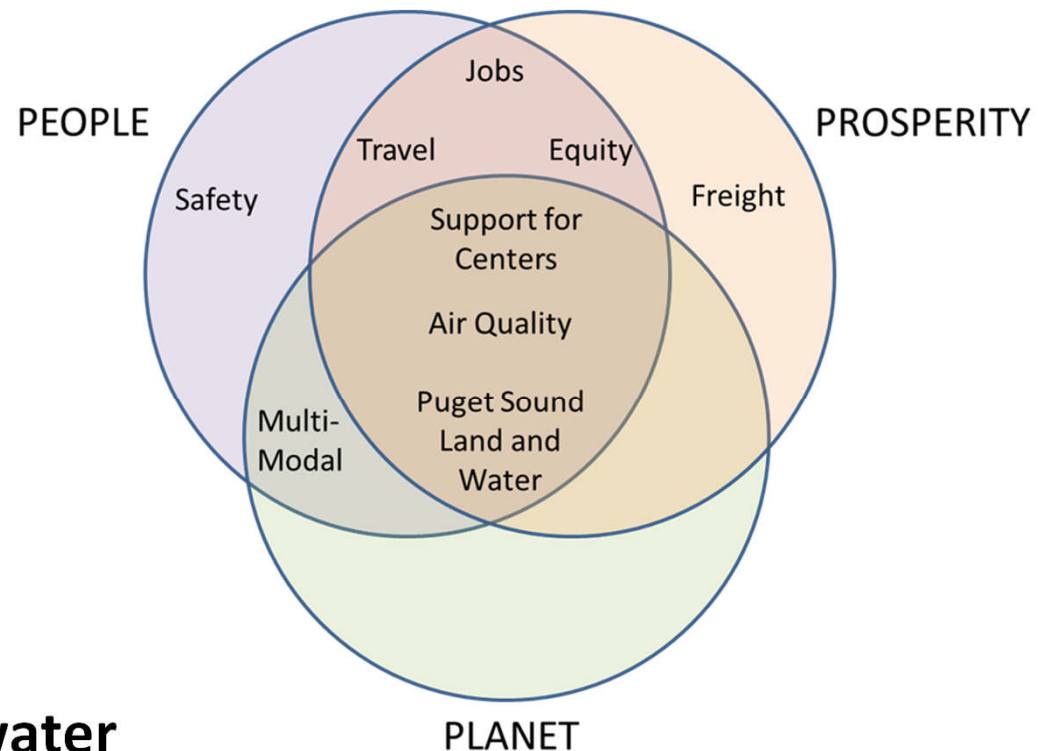 Jobs
PEOPLE
PROSPERITY
Travel
Equity
Safety
Freight
Support for
Centers
Air Quality
Puget Sound
Land and
Water
Multi-
Modal
PLANET